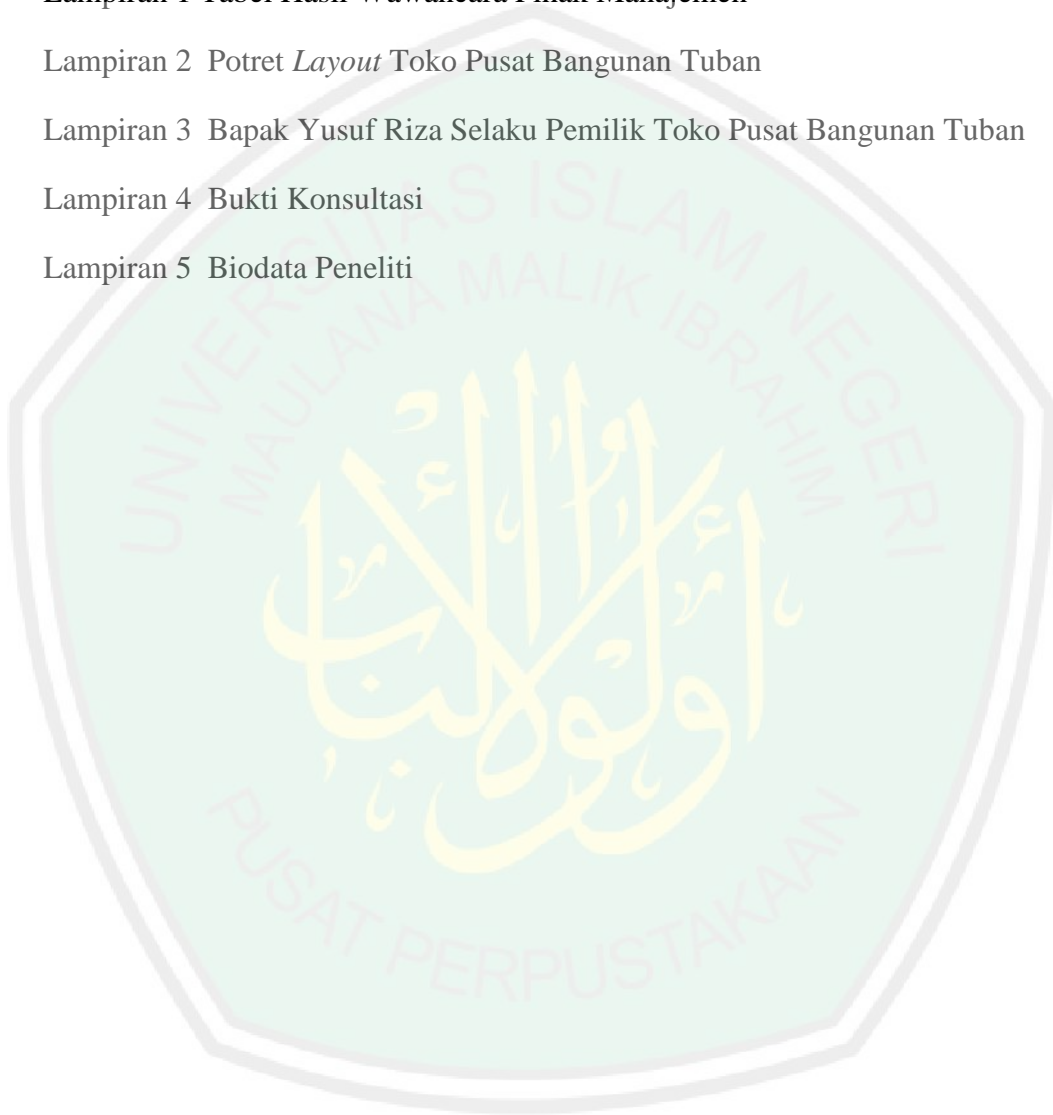 Lampiran 1 Tabel Hasil Wawancara Pihak Manajemen
Lampiran 2 Potret Layout Toko Pusat Bangunan Tuban
Lampiran 3 Bapak Yusuf Riza Selaku Pemilik Toko Pusat Bangunan Tuban
Lampiran 4 Bukti Konsultasi
Lampiran 5 Biodata Peneliti
UNIVERSITAS ISLAM NEGERI
MAULANA MALIK IBRAHIM
أولوا الألباب
PUSAT PERPUSTAKAAN